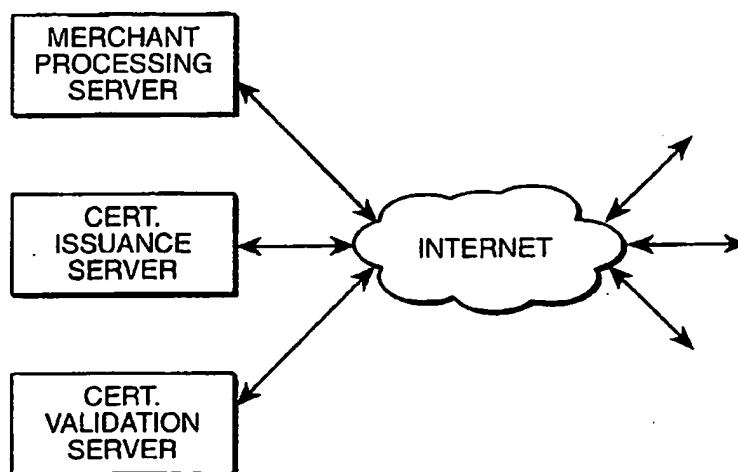 MERCHANT
PROCESSING
SERVER
CERT.
ISSUANCE
SERVER
INTERNET
CERT.
VALIDATION
SERVER